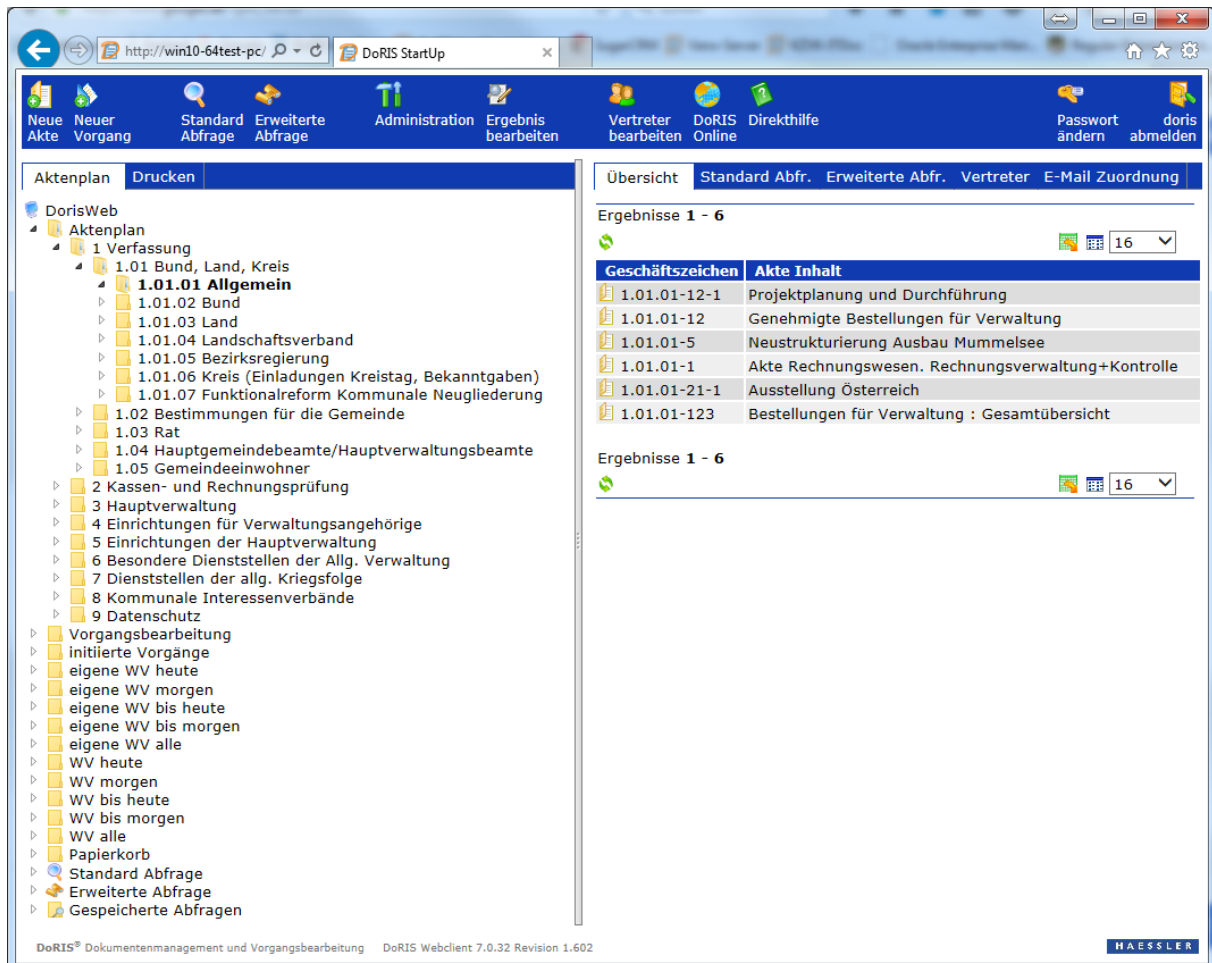 http://win10-64test-pc/
DoRIS StartUp
Neue Akte
Neuer Vorgang
Standard Abfrage
Erweiterte Abfrage
Administration
Ergebnis bearbeiten
Vertreter bearbeiten
DoRIS Online
Direkthilfe
Passwort ändern
doris abmelden
Aktenplan Drucken
DorisWeb
Aktenplan
1 Verfassung
1.01 Bund, Land, Kreis
1.01.01 Allgemein
1.01.02 Bund
1.01.03 Land
1.01.04 Landschaftsverband
1.01.05 Bezirksregierung
1.01.06 Kreis (Einladungen Kreistag, Bekanntgaben)
1.01.07 Funktionalreform Kommunale Neugliederung
1.02 Bestimmungen für die Gemeinde
1.03 Rat
1.04 Hauptgemeindebeamte/Hauptverwaltungsbeamte
1.05 Gemeindeeinwohner
2 Kassen- und Rechnungsprüfung
3 Hauptverwaltung
4 Einrichtungen für Verwaltungsangehörige
5 Einrichtungen der Hauptverwaltung
6 Besondere Dienststellen der Allg. Verwaltung
7 Dienststellen der allg. Kriegsfolge
8 Kommunale Interessenverbände
9 Datenschutz
Vorgangsbearbeitung
initiierte Vorgänge
eigene WV heute
eigene WV morgen
eigene WV bis heute
eigene WV bis morgen
eigene WV alle
WV heute
WV morgen
WV bis heute
WV bis morgen
WV alle
Papierkorb
Standard Abfrage
Erweiterte Abfrage
Gespeicherte Abfragen
Übersicht Standard Abfr. Erweiterte Abfr. Vertreter E-Mail Zuordnung
Ergebnisse 1 - 6
16
Geschäftszeichen Akte Inhalt
1.01.01-12-1 Projektplanung und Durchführung
1.01.01-12 Genehmigte Bestellungen für Verwaltung
1.01.01-5 Neustrukturierung Ausbau Mummelsee
1.01.01-1 Akte Rechnungswesen. Rechnungsverwaltung+Kontrolle
1.01.01-21-1 Ausstellung Österreich
1.01.01-123 Bestellungen für Verwaltung : Gesamtübersicht
Ergebnisse 1 - 6
16
DoRIS® Dokumentenmanagement und Vorgangsbearbeitung DoRIS Webclient 7.0.32 Revision 1.602
HAESSLER